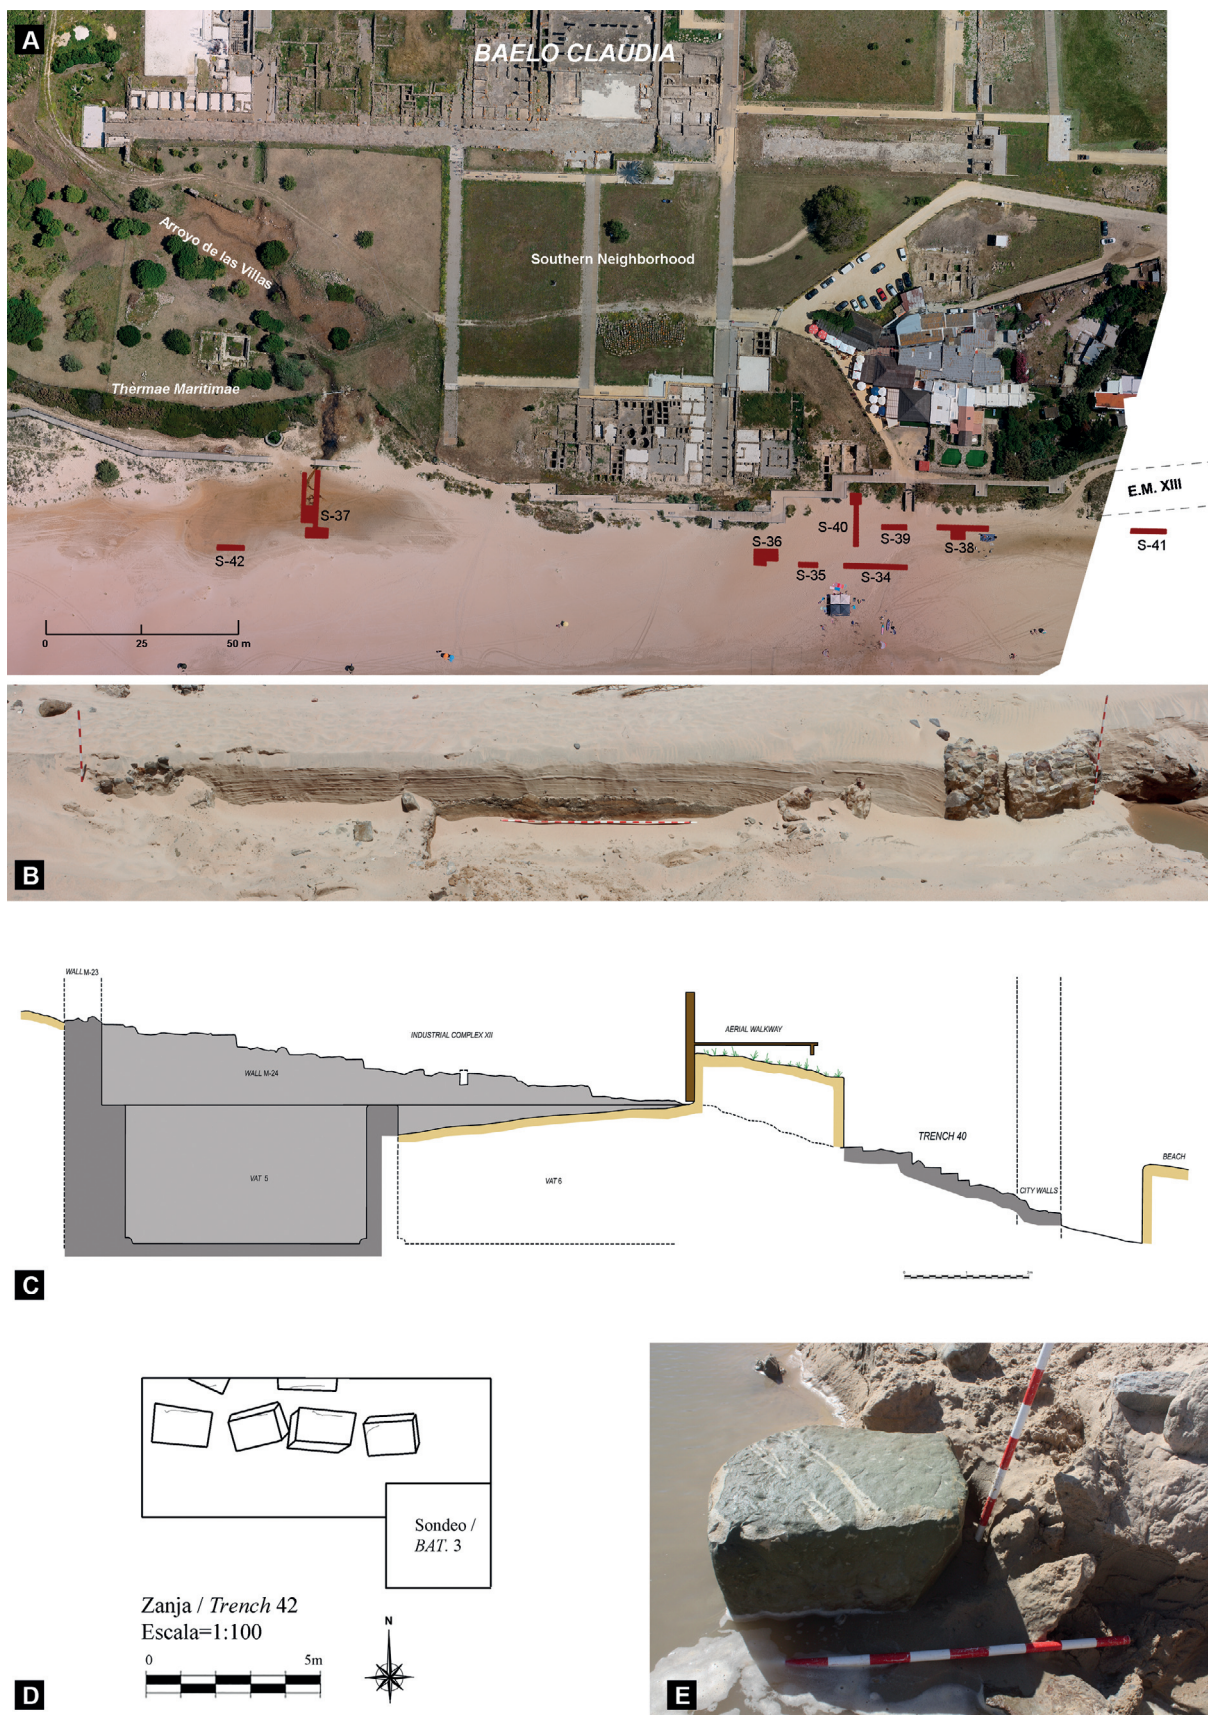 A
BAELO CLAUDIA
Arroyo de las Villas
Southern Neighborhood
Thermae Maritimae
E.M. XIII
S-37
S-42
S-40
S-39
S-38
S-41
S-36
S-35
S-34
0 25 50 m
B
WALL M-23
INDUSTRIAL COMPLEX XII
AERIAL WALKWAY
WALL M-24
TRENCH 40
BEACH
VAT 5
VAT 6
CITY WALLS
C
Sondeo /
BAT. 3
Zanja / Trench 42
Escala=1:100
N
0 5m
D
E